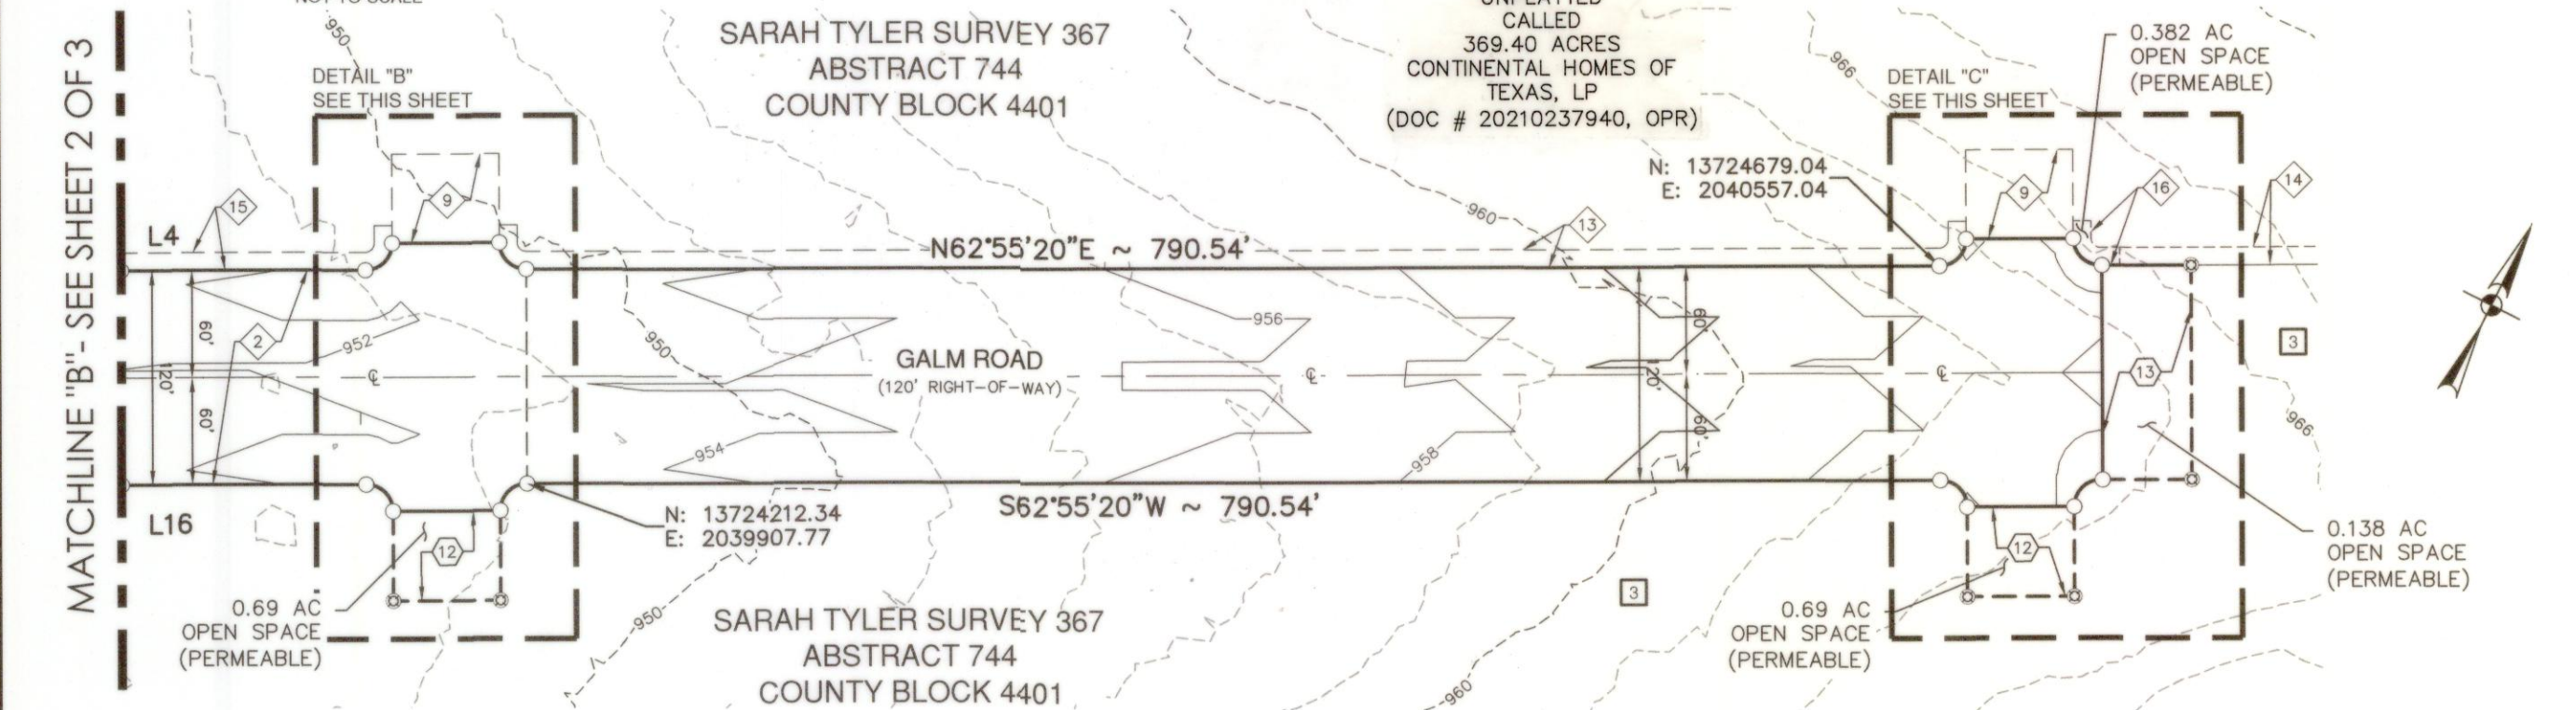 MATCHLINE "B"- SEE SHEET 2 OF 3
950
DETAIL "B"
SEE THIS SHEET
SARAH TYLER SURVEY 367
ABSTRACT 744
COUNTY BLOCK 4401
CALLED
369.40 ACRES
CONTINENTAL HOMES OF
TEXAS, LP
(DOC # 20210237940, OPR)
966
DETAIL "C"
SEE THIS SHEET
0.382 AC
OPEN SPACE
(PERMEABLE)
N: 13724679.04
E: 2040557.04
L4
15
9
960
13
9
16
14
N62°55'20"E ~ 790.54'
60'
2
952
120'
60'
950
956
GALM ROAD
(120' RIGHT-OF-WAY)
60'
120'
60'
13
3
966
954
958
L16
N: 13724212.34
E: 2039907.77
S62°55'20"W ~ 790.54'
12
0.69 AC
OPEN SPACE
(PERMEABLE)
950
SARAH TYLER SURVEY 367
ABSTRACT 744
COUNTY BLOCK 4401
3
960
12
0.69 AC
OPEN SPACE
(PERMEABLE)
0.138 AC
OPEN SPACE
(PERMEABLE)